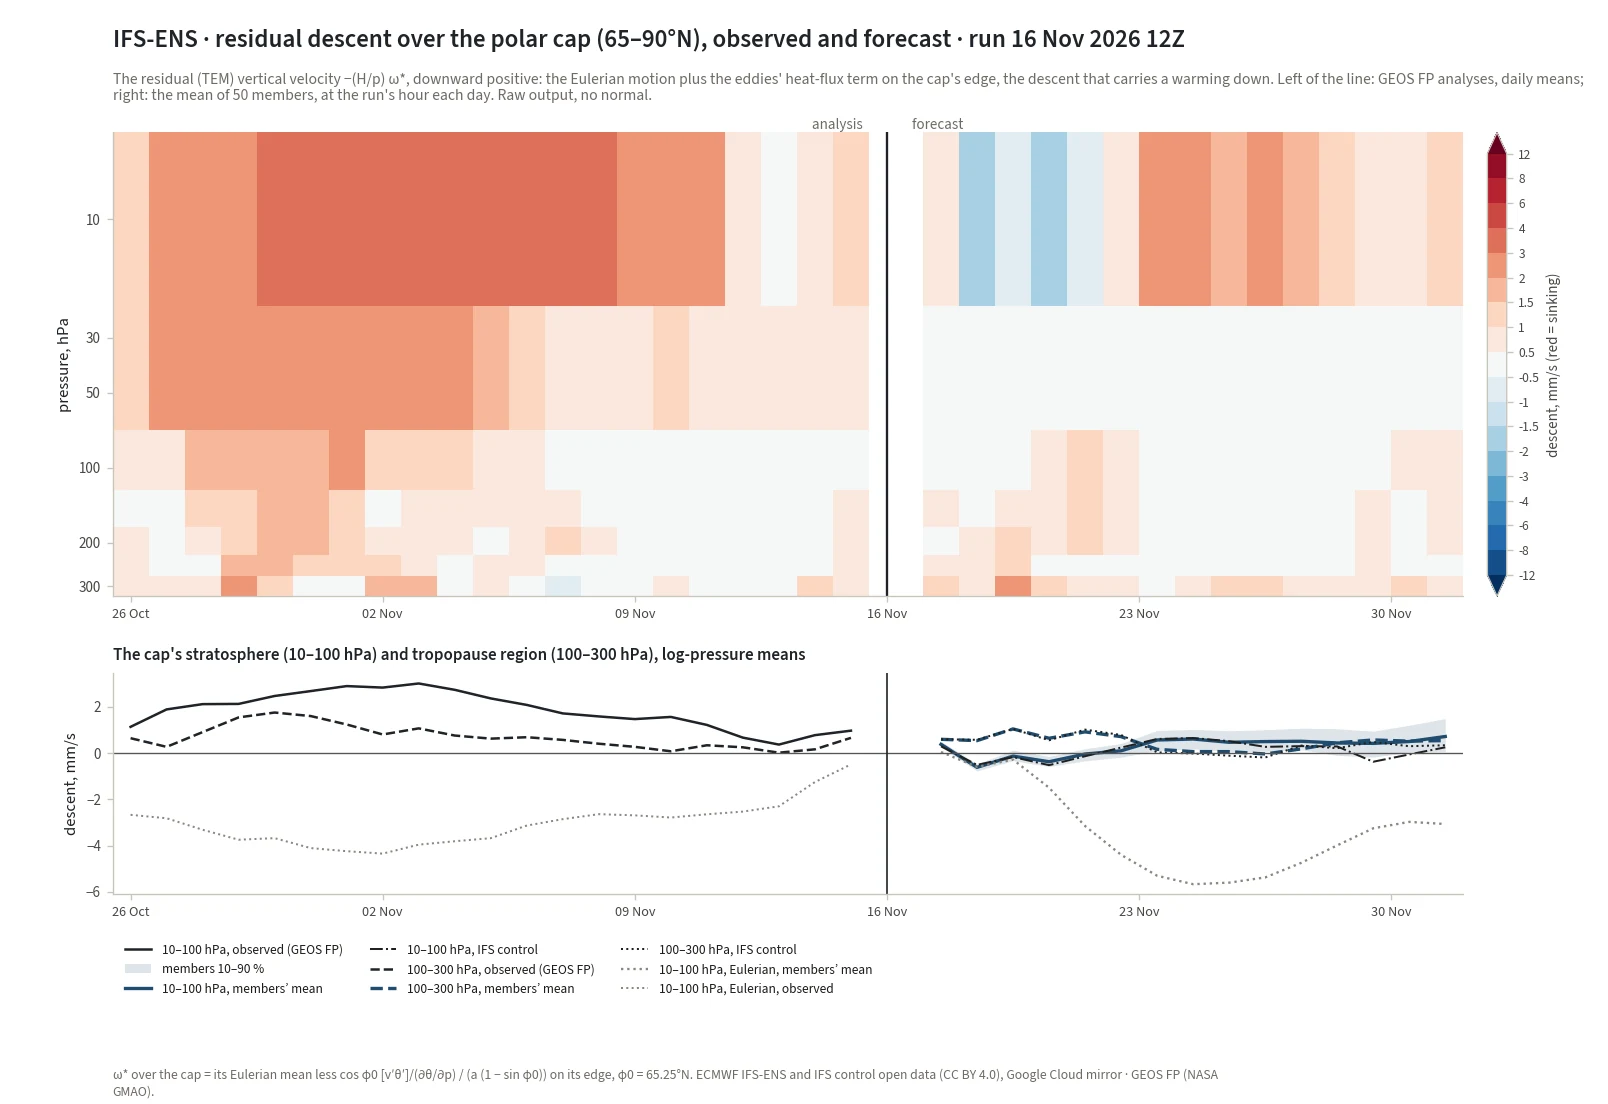 IFS-ENS · residual descent over the polar cap (65–90°N), observed and forecast · run 16 Nov 2026 12Z
The residual (TEM) vertical velocity −(H/p) ω*, downward positive: the Eulerian motion plus the eddies' heat-flux term on the cap's edge, the descent that carries a warming down. Left of the line: GEOS FP analyses, daily means;
right: the mean of 50 members, at the run's hour each day. Raw output, no normal.
analysis
forecast
pressure, hPa
10
30
50
100
200
300
26 Oct
02 Nov
09 Nov
16 Nov
23 Nov
30 Nov
12
8
6
4
3
2
1.5
1
0.5
-0.5
-1
-1.5
-2
-3
-4
-6
-8
-12
descent, mm/s (red = sinking)
The cap's stratosphere (10–100 hPa) and tropopause region (100–300 hPa), log-pressure means
descent, mm/s
2
0
−2
−4
−6
26 Oct
02 Nov
09 Nov
16 Nov
23 Nov
30 Nov
10–100 hPa, observed (GEOS FP)
members 10–90 %
10–100 hPa, members’ mean
10–100 hPa, IFS control
100–300 hPa, observed (GEOS FP)
100–300 hPa, members’ mean
100–300 hPa, IFS control
10–100 hPa, Eulerian, members’ mean
10–100 hPa, Eulerian, observed
ω* over the cap = its Eulerian mean less cos φ0 [v′θ′]/(∂θ/∂p) / (a (1 − sin φ0)) on its edge, φ0 = 65.25°N. ECMWF IFS-ENS and IFS control open data (CC BY 4.0), Google Cloud mirror · GEOS FP (NASA
GMAO).